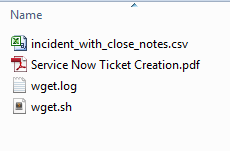 Name
incident_with_close_notes.csv
Service Now Ticket Creation.pdf
wget.log
wget.sh